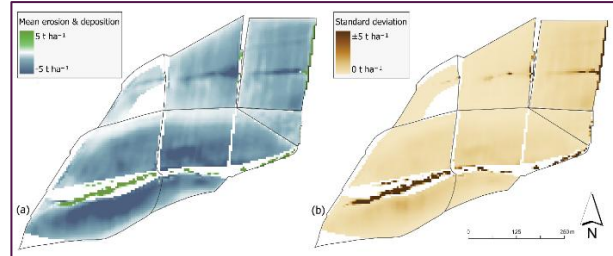 Mean erosion & deposition
5 t ha⁻¹
-5 t ha⁻¹
(a)
Standard deviation
±5 t ha⁻¹
0 t ha⁻¹
(b)
0 125 250 m
N